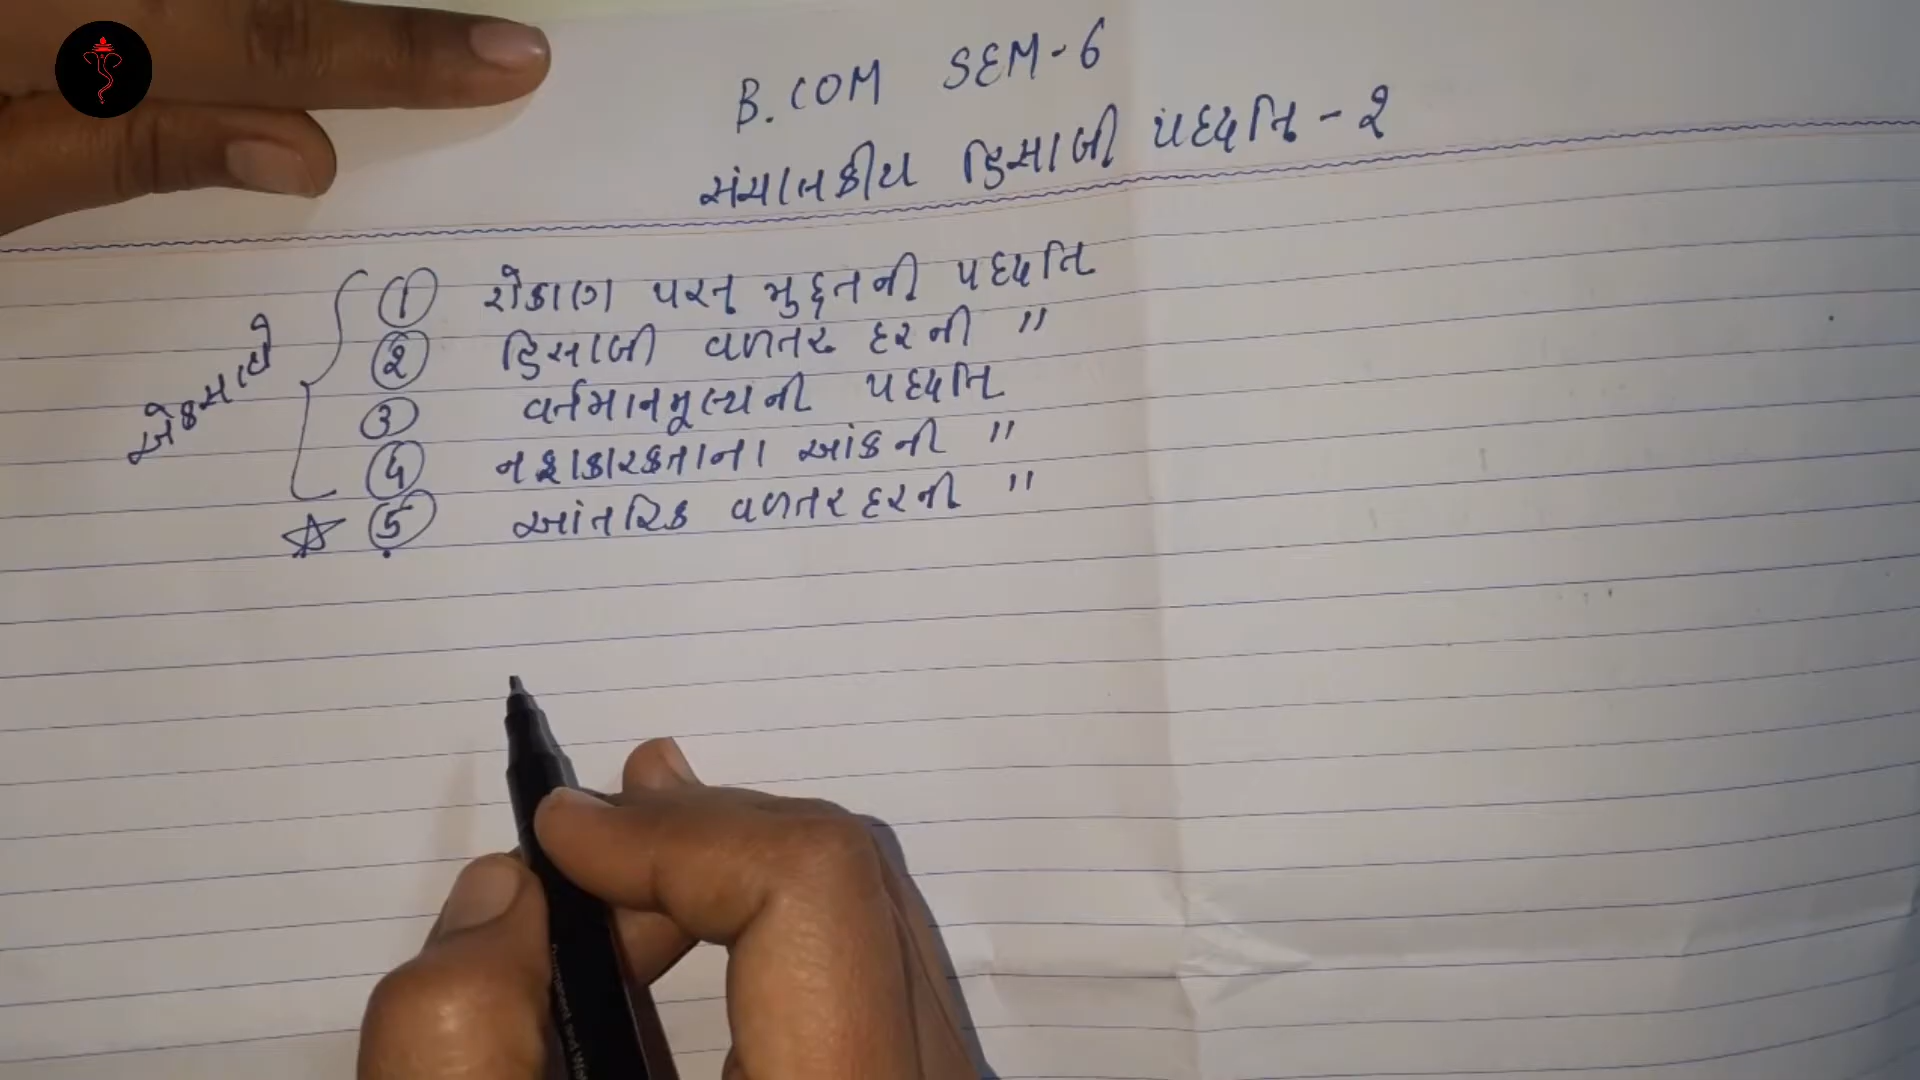 B.COM SEM-6
સંચાલકીય હિસાબી પદ્ધતિ - ૨
એકસાથે
① રોકાણ પરત મુદ્દતની પદ્ધતિ
② હિસાબી વળતર દરની "
③ વર્તમાનમૂલ્યની પદ્ધતિ
④ નફાકારકતાના આંકની "
☆ ⑤ આંતરિક વળતર દરની "